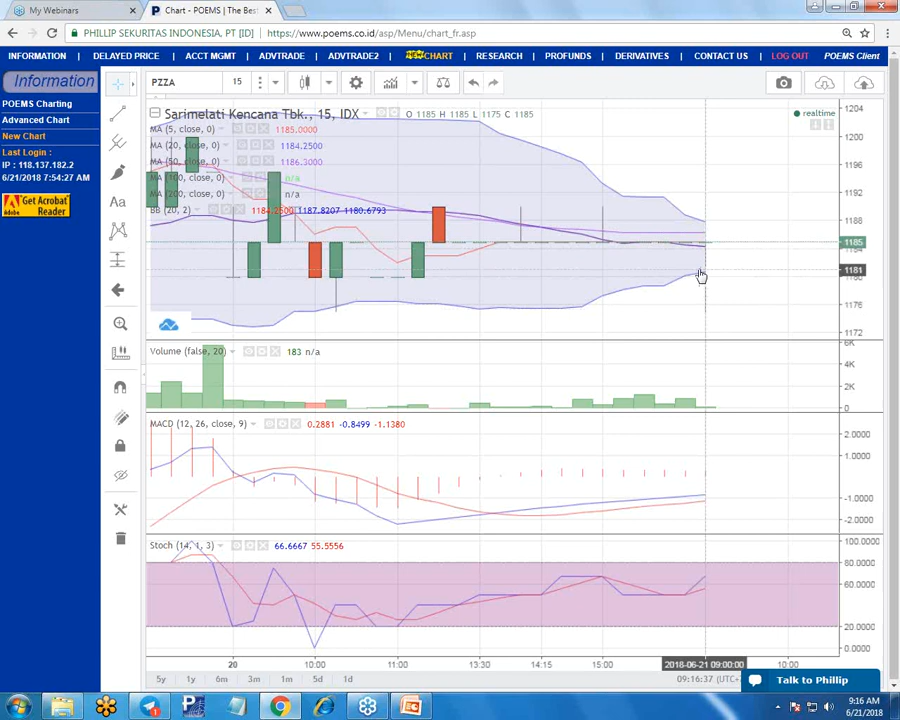 My Webinars
Chart - POEMS | The Bes
PHILLIP SEKURITAS INDONESIA. PT [ID]
https://www.poems.co.id/asp/Menu/chart_fr.asp
INFORMATION DELAYED PRICE ACCT MGMT ADVTRADE ADVTRADE2 NEW CHART RESEARCH PROFUNDS DERIVATIVES CONTACT US LOG OUT POEMS Client
Information
POEMS Charting
Advanced Chart
New Chart
Last Login :
IP : 118.137.182.2
6/21/2018 7:54:27 AM
Get Acrobat
Reader
Adobe
PZZA 15
Sarimelati Kencana Tbk., 15, IDX O 1185 H 1185 C 1185
realtime
MA (5, close, 0) 1185.0000
MA (20, close, 0) 1184.2500
MA (50, close, 0) 1186.3000
MA (100, close, 0) n/a
MA (200, close, 0) n/a
BB (20, 2) 1184.2500 1187.8207 1180.6793
1204
1200
1196
1192
1188
1185
1184
1181
1180
1176
1172
Volume (false, 20) 183 n/a
6K
4K
2K
0
MACD (12, 26, close, 9) 0.2881 -0.8499 -1.1380
2.0000
1.0000
-1.0000
-2.0000
Stoch (14, 1, 3) 66.6667 55.5556
100.0000
80.0000
60.0000
20.0000
0.0000
20 10:00 11:00 13:30 14:15 15:00 2018-06-21 09:00:00 10:00
5y 1y 6m 3m 1m 5d 1d
09:16:37 (UTC+
Talk to Phillip
9:16 AM
6/21/2018